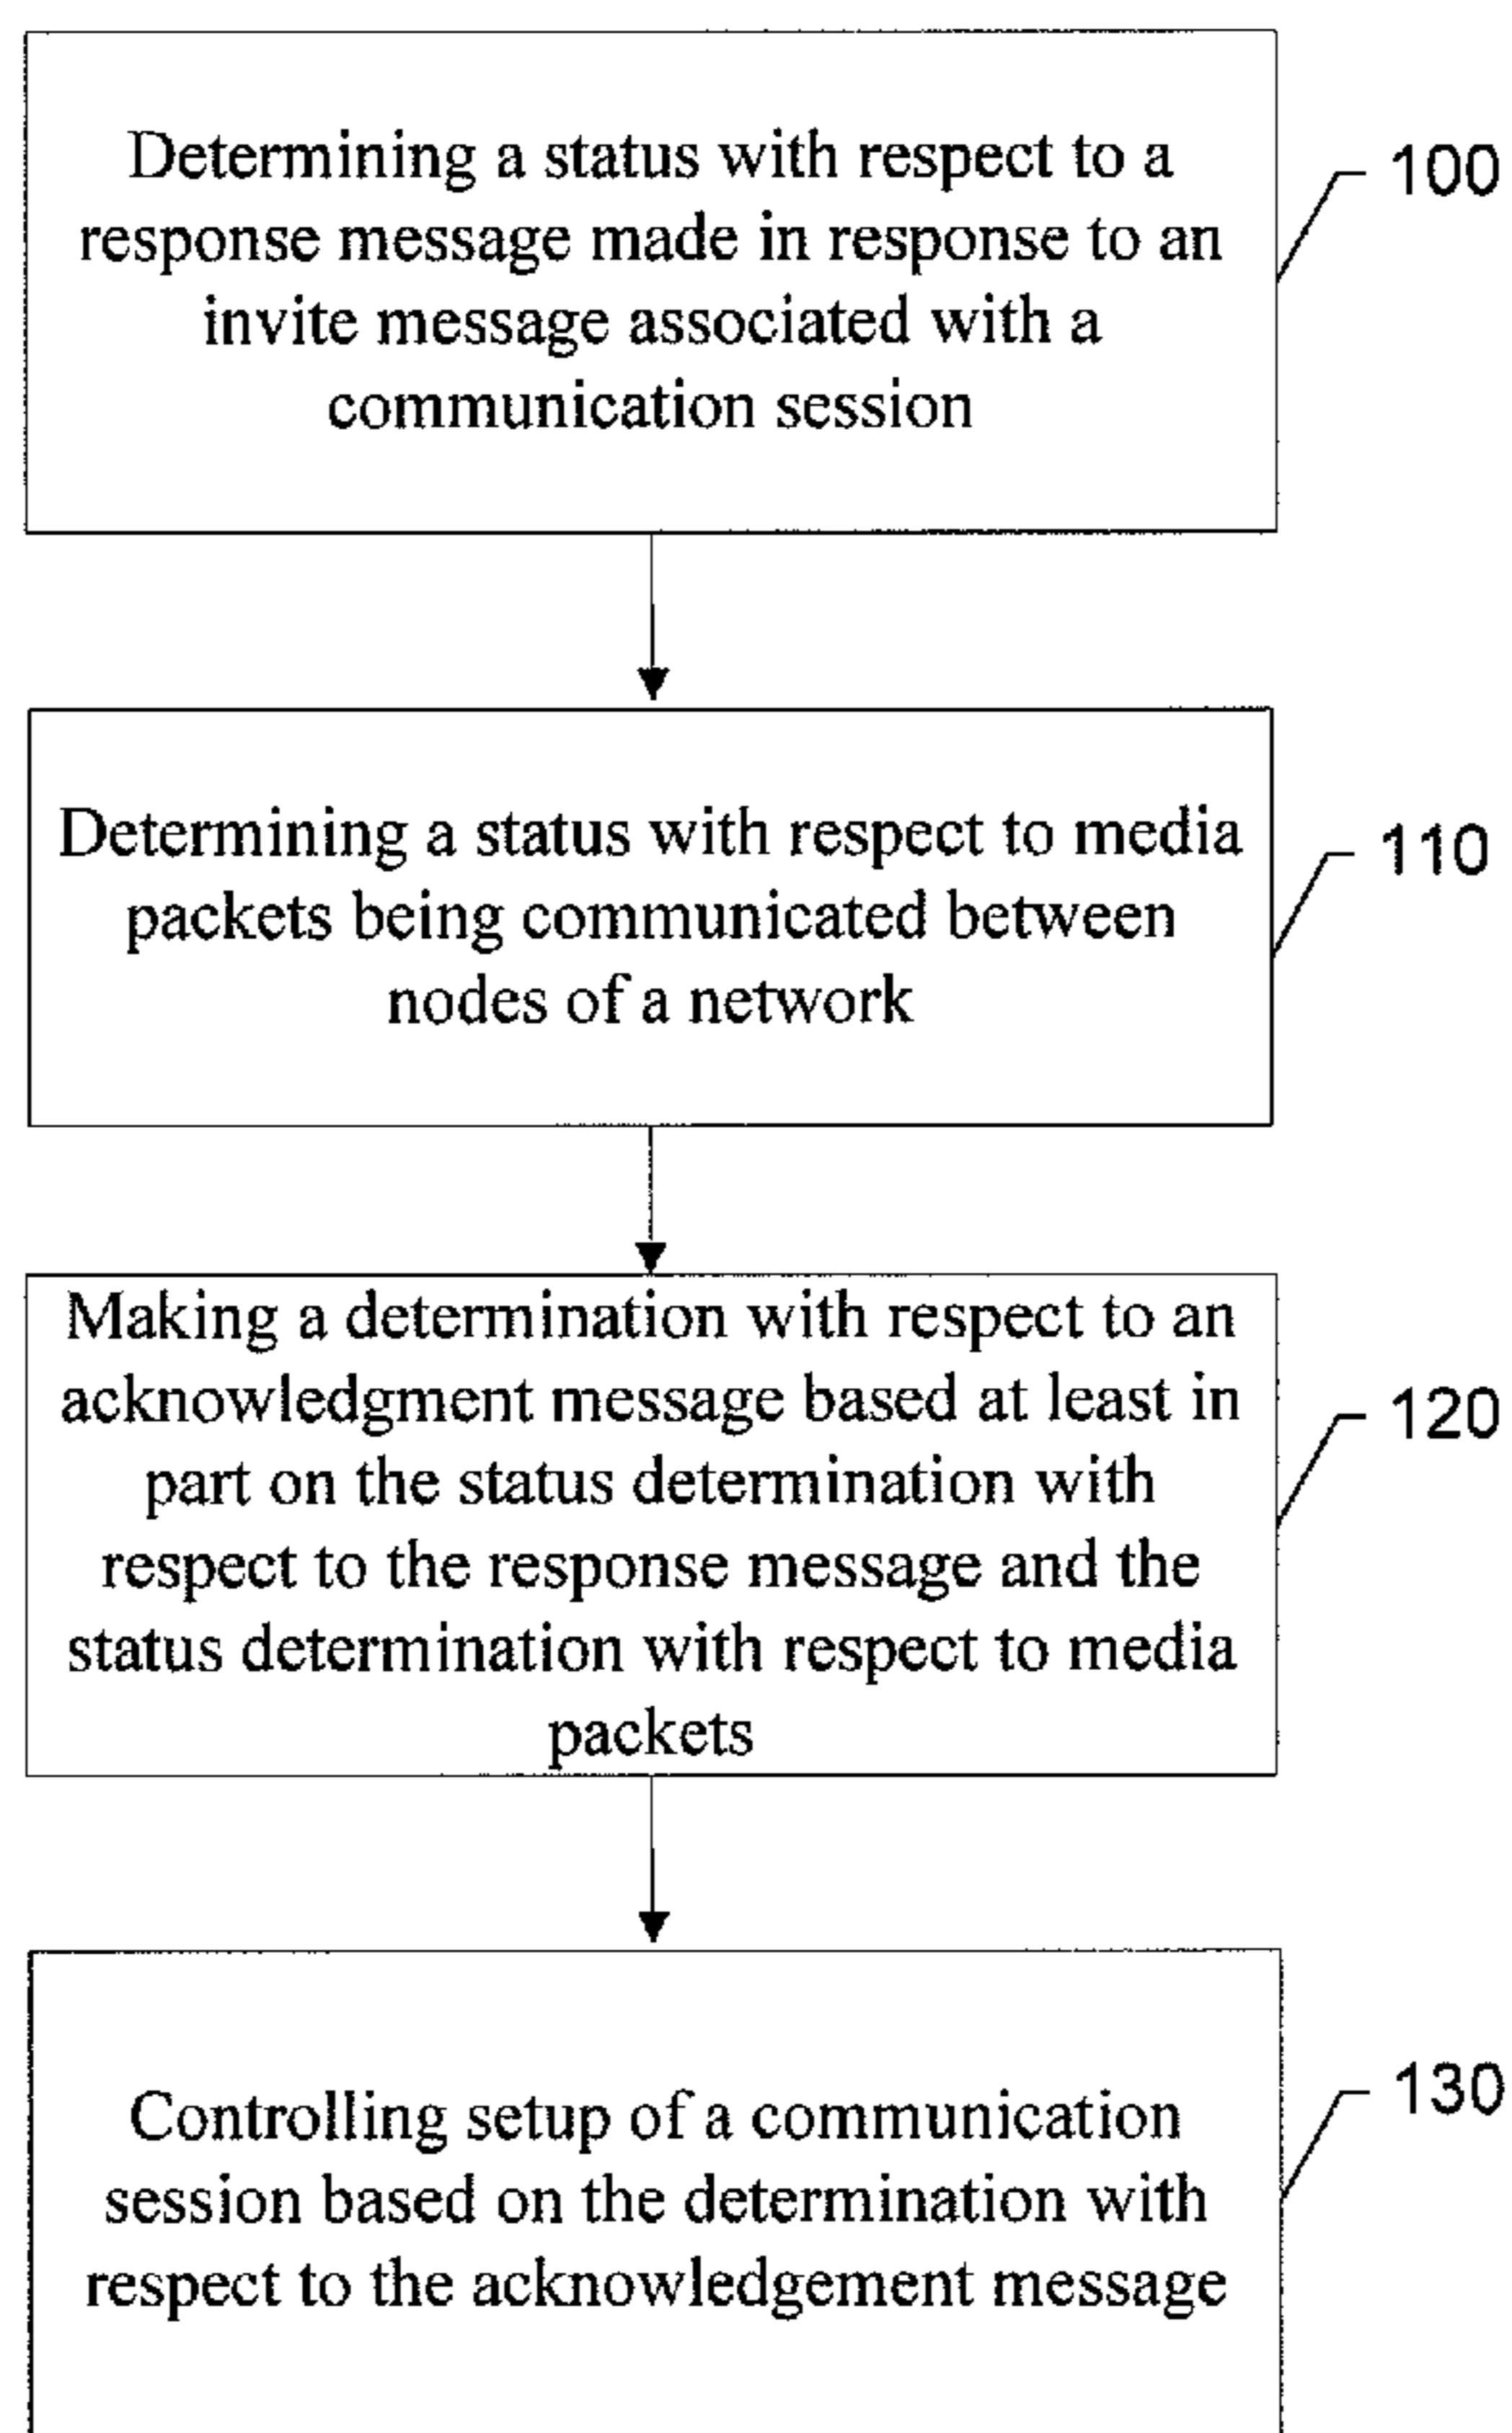 Determining a status with respect to a
response message made in response to an
invite message associated with a
communication session
100
Determining a status with respect to media
packets being communicated between
nodes of a network
110
Making a determination with respect to an
acknowledgment message based at least in
part on the status determination with
respect to the response message and the
status determination with respect to media
packets
120
Controlling setup of a communication
session based on the determination with
respect to the acknowledgement message
130